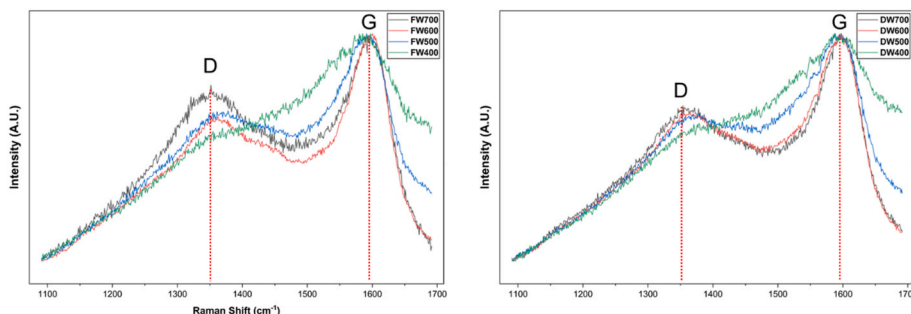 G
D
FW700
FW600
FW500
FW400
Intensity (A.U.)
1100 1200 1300 1400 1500 1600 1700
Raman Shift (cm⁻¹)
G
D
DW700
DW600
DW500
DW400
Intensity (A.U.)
1100 1200 1300 1400 1500 1600